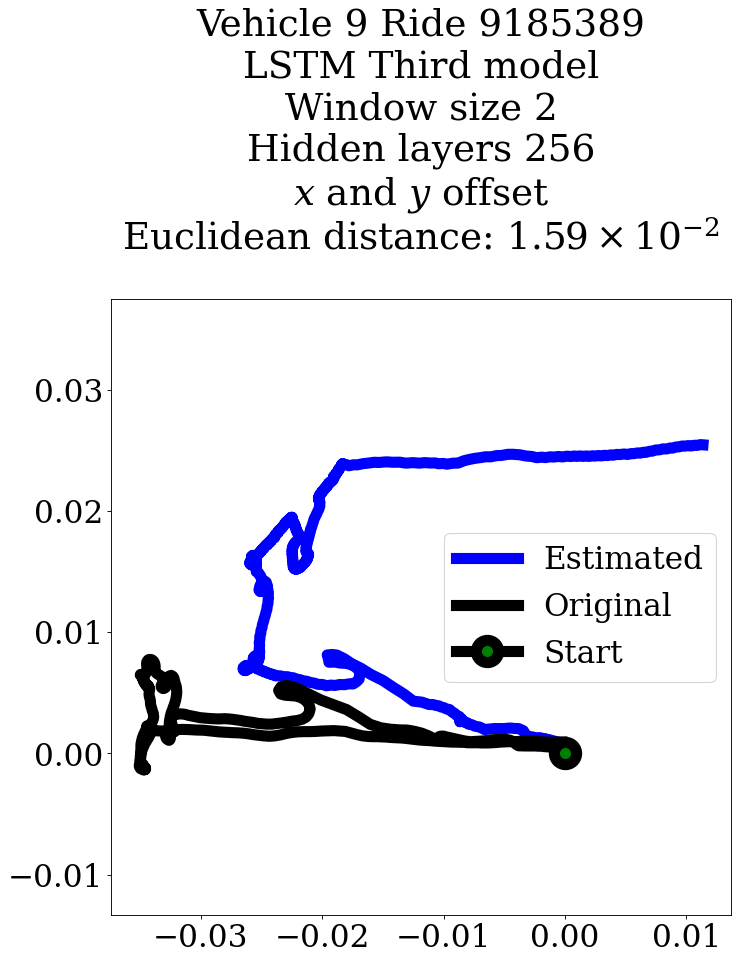 Vehicle 9 Ride 9185389
LSTM Third model
Window size 2
Hidden layers 256
x and y offset
Euclidean distance: 1.59 × 10⁻²
0.03
0.02
0.01
0.00
−0.01
Estimated
Original
Start
−0.03 −0.02 −0.01 0.00 0.01